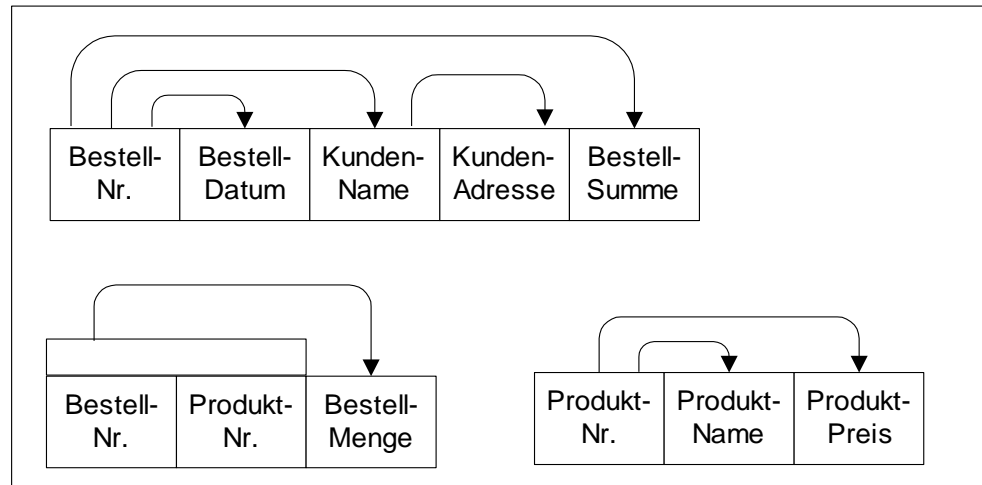 Bestell-
Nr.
Bestell-
Datum
Kunden-
Name
Kunden-
Adresse
Bestell-
Summe
Bestell-
Nr.
Produkt-
Nr.
Bestell-
Menge
Produkt-
Nr.
Produkt-
Name
Produkt-
Preis